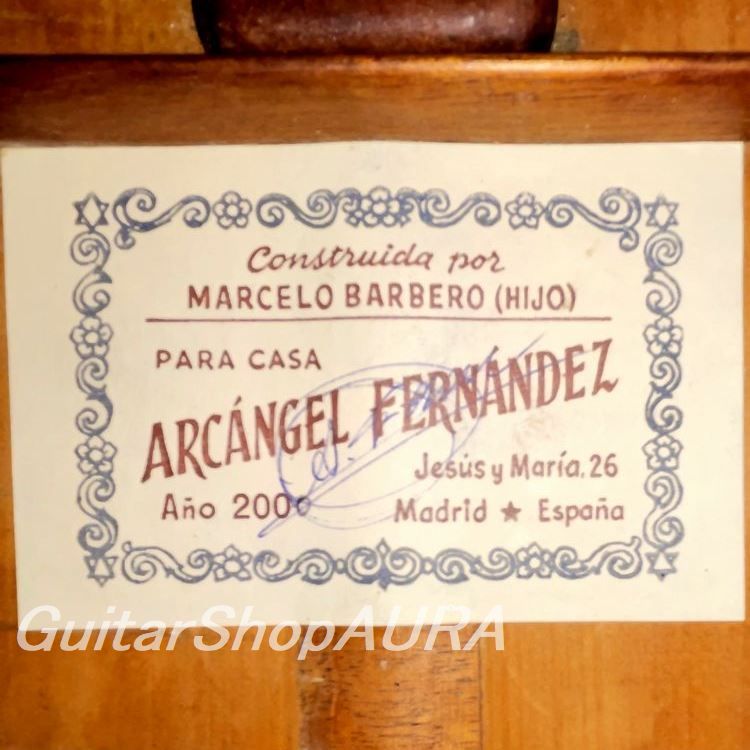 Construida por
MARCELO BARBERO (HIJO)
PARA CASA
ARCÁNGEL FERNÁNDEZ
Jesús y María, 26
Año 2000
Madrid ★ España
GuitarShopAURA